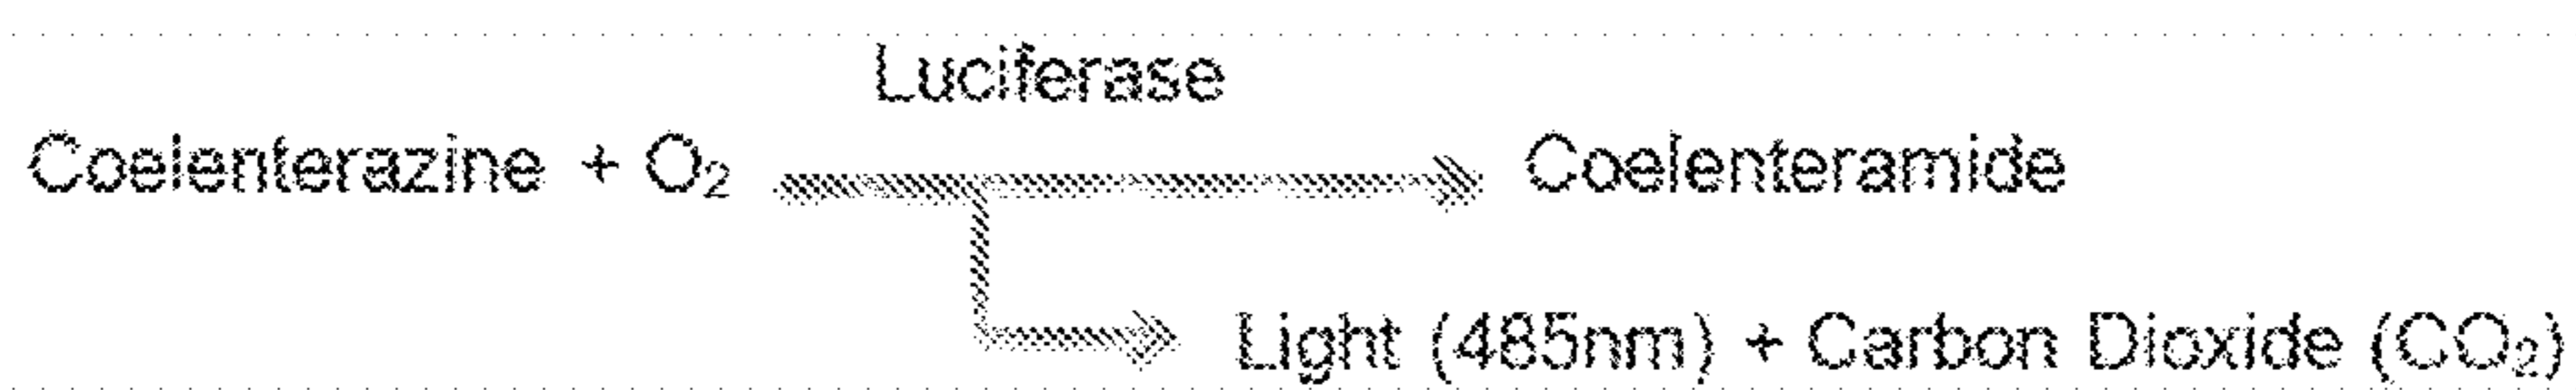 Luciferase
Coelenterazine + O₂ Coelenteramide
Light (485nm) + Carbon Dioxide (CO₂)